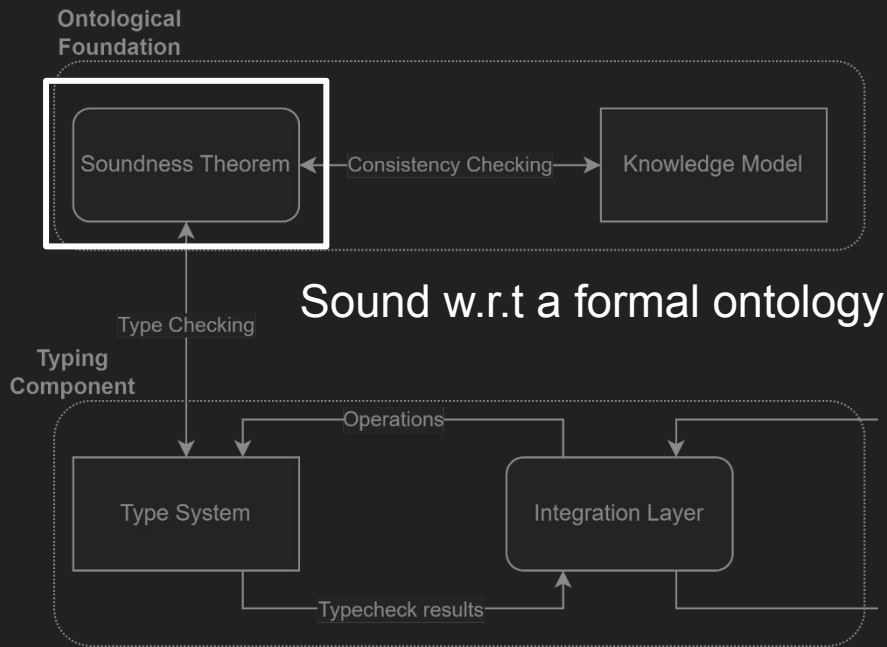 Ontological
Foundation
Soundness Theorem
Consistency Checking
Knowledge Model
Sound w.r.t a formal ontology
Type Checking
Typing
Component
Operations
Type System
Integration Layer
Typecheck results